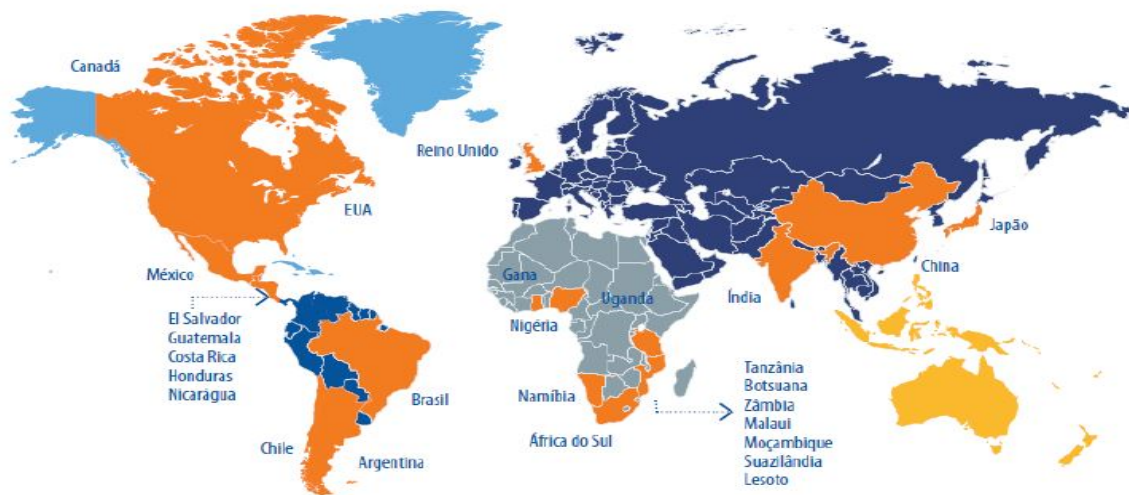 Canadá
Reino Unido
EUA
Japão
México
Gana
China
Uganda
Índia
El Salvador
Guatemala
Costa Rica
Honduras
Nicarágua
Nigéria
Tanzânia
Botsuana
Zâmbia
Malaui
Moçambique
Suazilândia
Lesoto
Namíbia
Brasil
África do Sul
Chile
Argentina